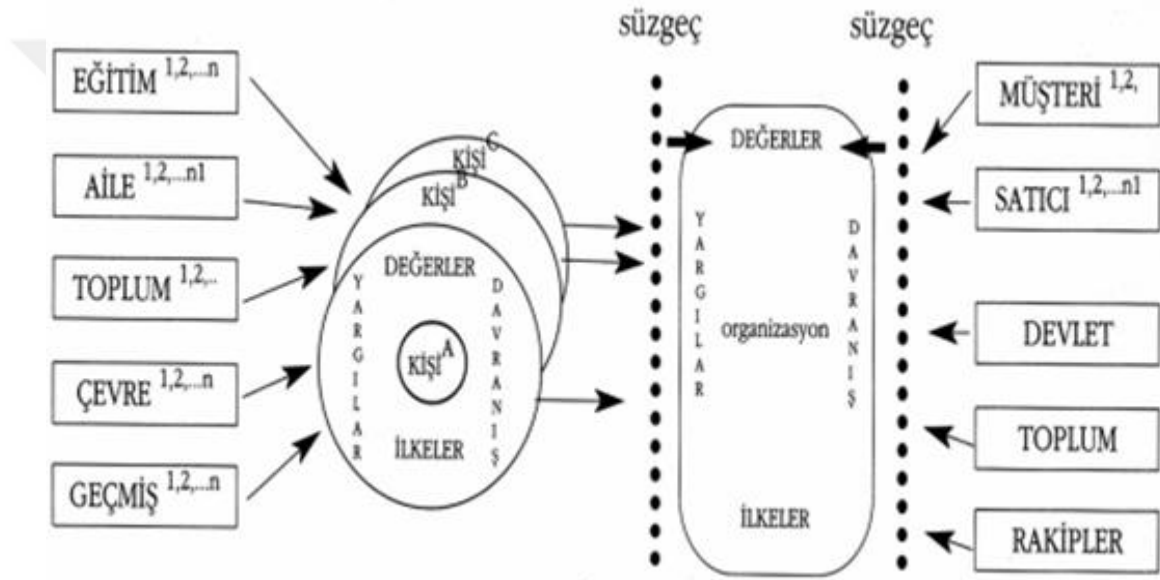 süzgeç
süzgeç
EĞİTİM 1,2,...n
AİLE 1,2,...n1
TOPLUM 1,2,..
ÇEVRE 1,2,...n
GEÇMİŞ 1,2,...n
KİŞİ C
KİŞİ B
DEĞERLER
YARGILAR
KİŞİ A
DAVRANIŞ
İLKELER
DEĞERLER
YARGILAR
organizasyon
DAVRANIŞ
İLKELER
MÜŞTERİ 1,2,
SATICI 1,2,...n1
DEVLET
TOPLUM
RAKİPLER